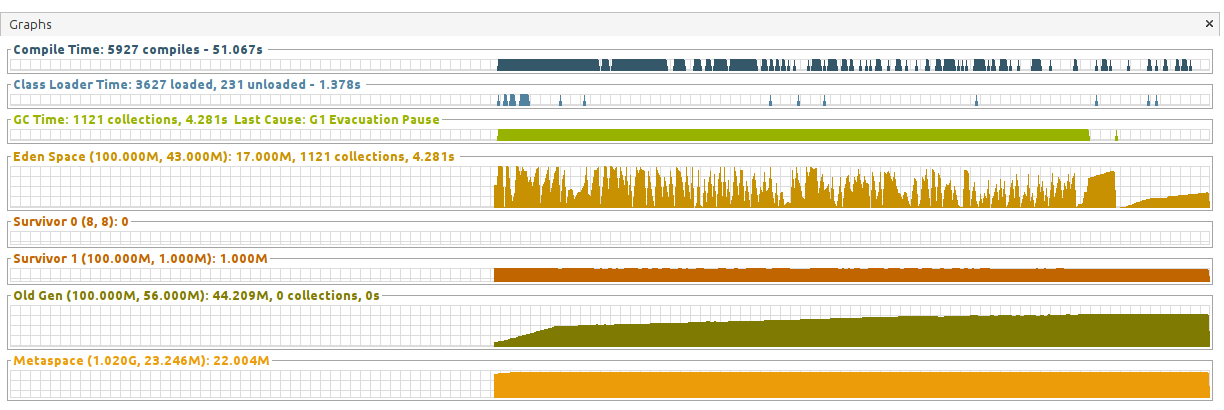 Graphs
Compile Time: 5927 compiles - 51.067s
Class Loader Time: 3627 loaded, 231 unloaded - 1.378s
GC Time: 1121 collections, 4.281s  Last Cause: G1 Evacuation Pause
Eden Space (100.000M, 43.000M): 17.000M, 1121 collections, 4.281s
Survivor 0 (8, 8): 0
Survivor 1 (100.000M, 1.000M): 1.000M
Old Gen (100.000M, 56.000M): 44.209M, 0 collections, 0s
Metaspace (1.020G, 23.246M): 22.004M